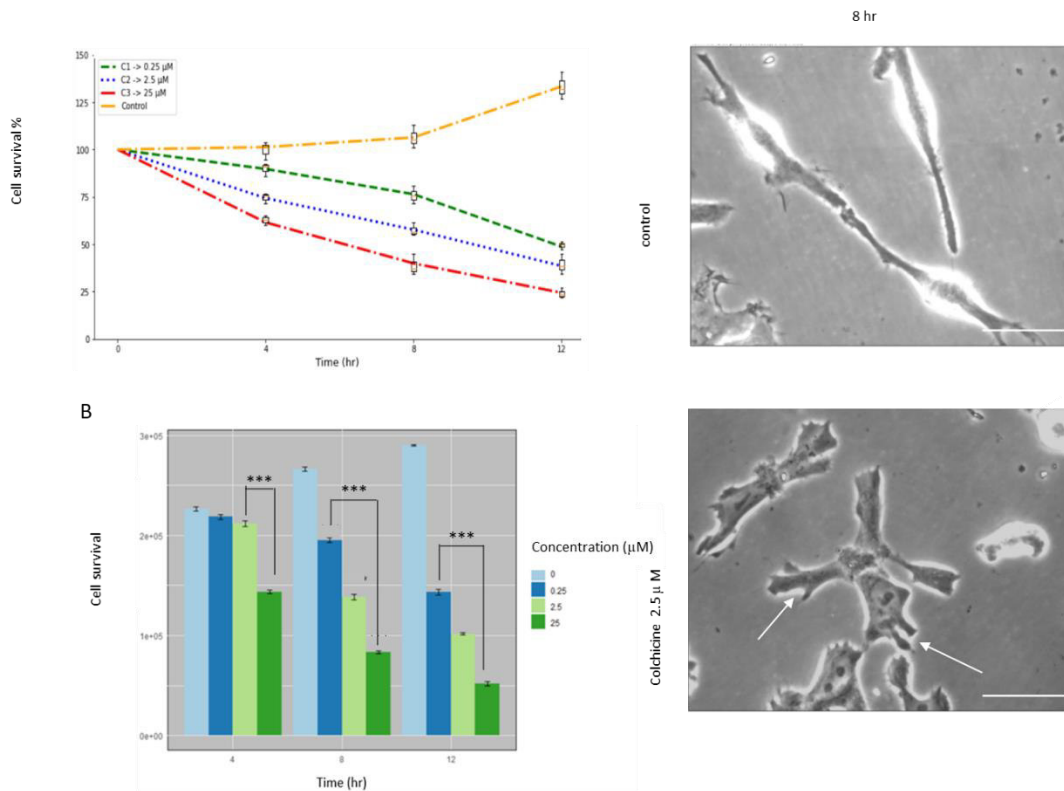 8 hr
150
125
100
75
50
25
0
C1 -> 0.25 µM
C2 -> 2.5 µM
C3 -> 25 µM
Control
Cell survival %
0 4 8 12
Time (hr)
control
B
3e+05
2e+05
1e+05
0e+00
Cell survival
***
***
***
4 8 12
Time (hr)
Concentration (µM)
0
0.25
2.5
25
Colchicine 2.5 µ M